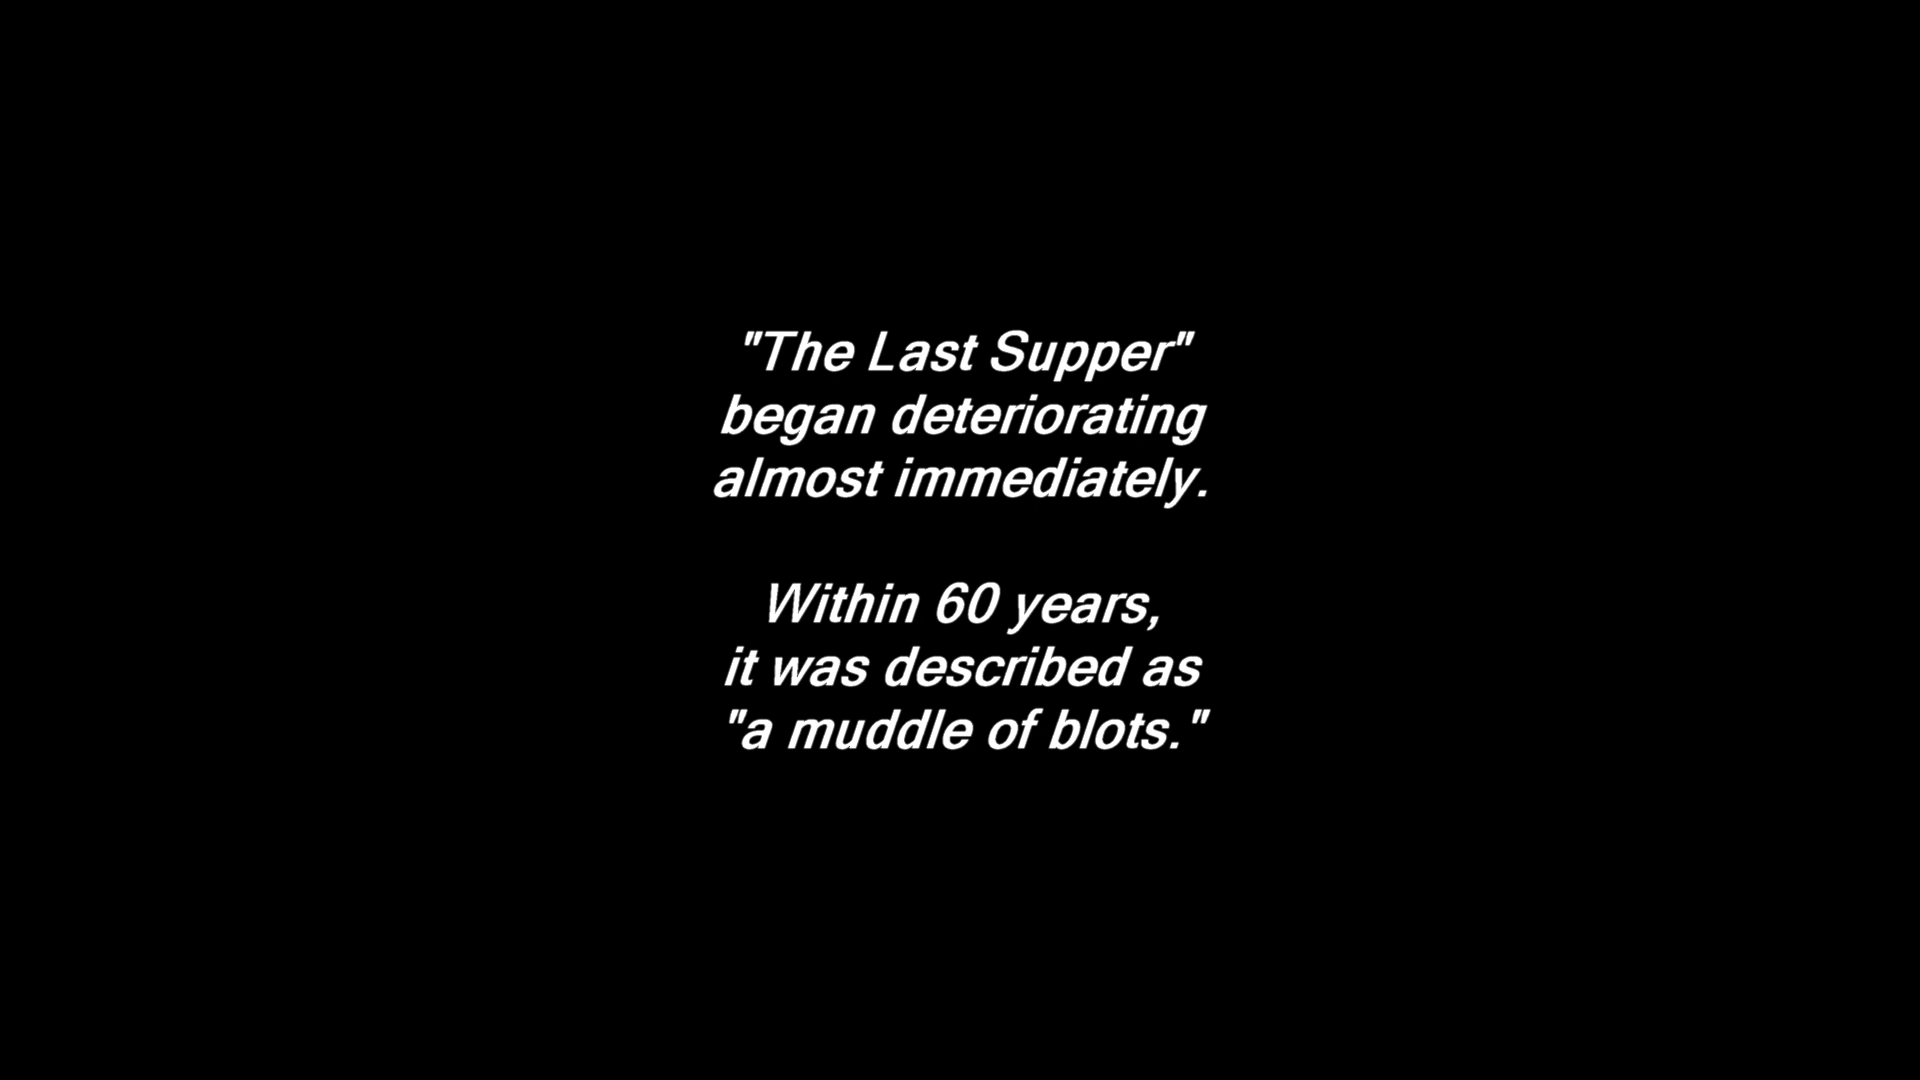 "The Last Supper"
began deteriorating
almost immediately.
Within 60 years,
it was described as
"a muddle of blots."